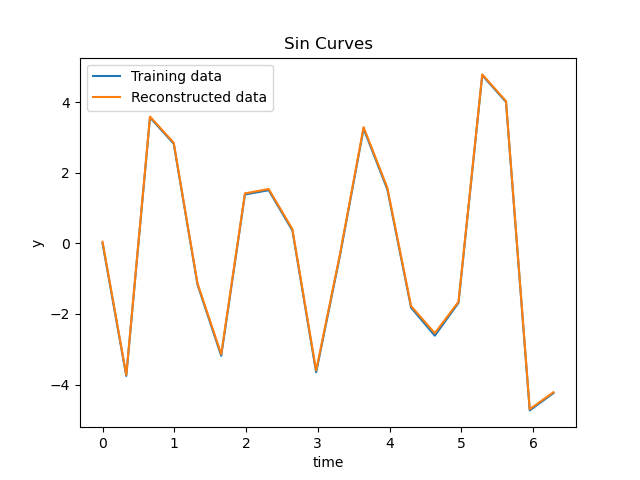 Sin Curves
Training data
Reconstructed data
4
2
0
−2
−4
y
0 1 2 3 4 5 6
time